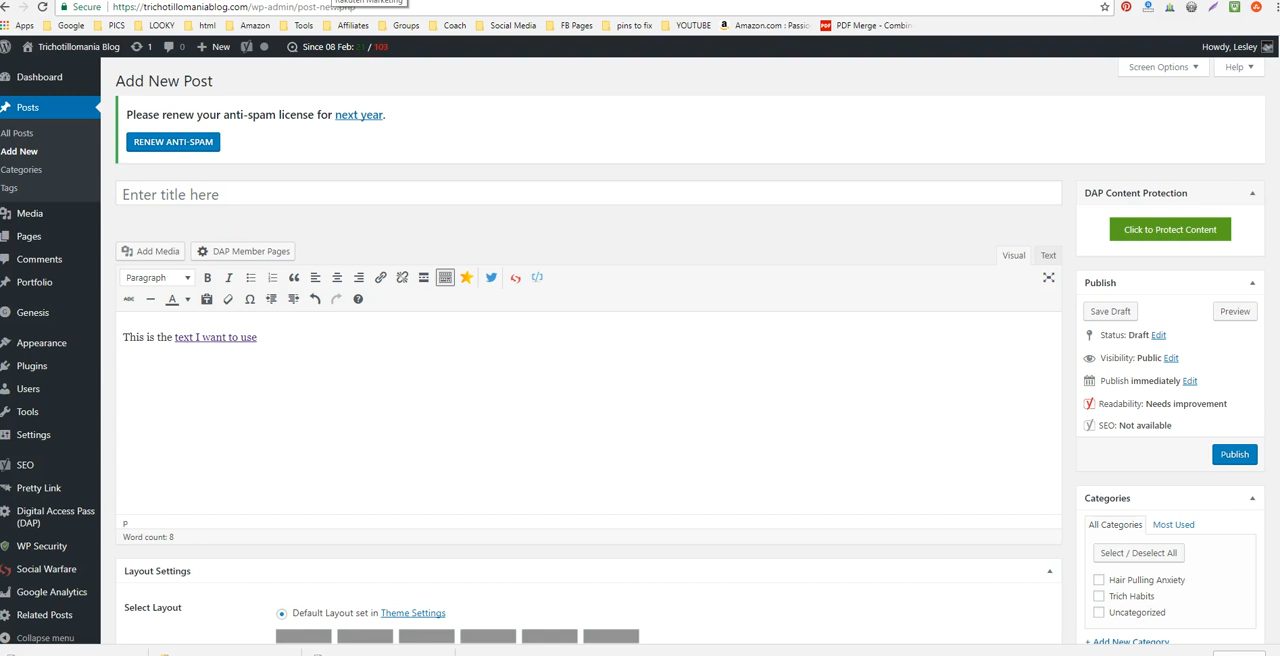 Rakuten Marketing
Secure https://trichotillomaniablog.com/wp-admin/post-new.php
Apps Google PICS LOOKY html Amazon Tools Affiliates Groups Coach Social Media FB Pages pins to fix YOUTUBE Amazon.com : Passio PDF Merge - Combin
Trichotillomania Blog 1 0 New Since 08 Feb: 21 / 103 Howdy, Lesley
Screen Options Help
Dashboard
Posts
All Posts
Add New
Categories
Tags
Media
Pages
Comments
Portfolio
Genesis
Appearance
Plugins
Users
Tools
Settings
SEO
Pretty Link
Digital Access Pass
(DAP)
WP Security
Social Warfare
Google Analytics
Related Posts
Collapse menu
Add New Post
Please renew your anti-spam license for next year.
RENEW ANTI-SPAM
Enter title here
Add Media DAP Member Pages
Visual Text
Paragraph B I
ABC A
This is the text I want to use
p
Word count: 8
Layout Settings
Select Layout
Default Layout set in Theme Settings
DAP Content Protection
Click to Protect Content
Publish
Save Draft Preview
Status: Draft Edit
Visibility: Public Edit
Publish immediately Edit
Readability: Needs improvement
SEO: Not available
Publish
Categories
All Categories Most Used
Select / Deselect All
Hair Pulling Anxiety
Trich Habits
Uncategorized
+ Add New Category